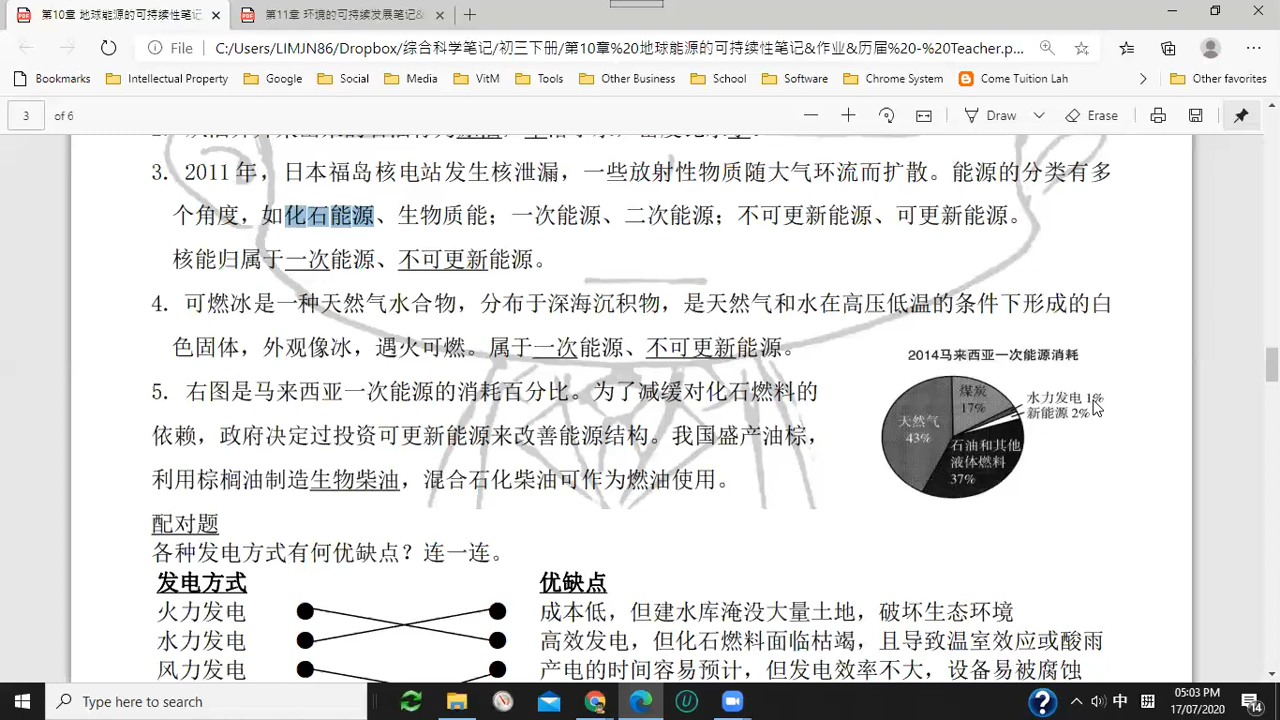 第10章 地球能源的可持续性笔记
第11章 环境的可持续发展笔记&
File
C:/Users/LIMJN86/Dropbox/综合科学笔记/初三下册/第10章%20地球能源的可持续性笔记&作业&历届%20-%20Teacher.p...
Bookmarks Intellectual Property Google Social Media VitM Tools Other Business School Software Chrome System Come Tuition Lah Other favorites
3 of 6 Draw Erase
3. 2011 年，日本福岛核电站发生核泄漏，一些放射性物质随大气环流而扩散。能源的分类有多
个角度，如化石能源、生物质能；一次能源、二次能源；不可更新能源、可更新能源。
核能归属于一次能源、不可更新能源。
4. 可燃冰是一种天然气水合物，分布于深海沉积物，是天然气和水在高压低温的条件下形成的白
色固体，外观像冰，遇火可燃。属于一次能源、不可更新能源。
5. 右图是马来西亚一次能源的消耗百分比。为了减缓对化石燃料的
依赖，政府决定过投资可更新能源来改善能源结构。我国盛产油棕，
利用棕榈油制造生物柴油，混合石化柴油可作为燃油使用。
2014马来西亚一次能源消耗
煤炭
17%
水力发电 1%
新能源 2%
天然气
43%
石油和其他
液体燃料
37%
配对题
各种发电方式有何优缺点？连一连。
发电方式 优缺点
火力发电 成本低，但建水库淹没大量土地，破坏生态环境
水力发电 高效发电，但化石燃料面临枯竭，且导致温室效应或酸雨
风力发电 产电的时间容易预计，但发电效率不大，设备易被腐蚀
Type here to search
中 拼
05:03 PM
17/07/2020
14